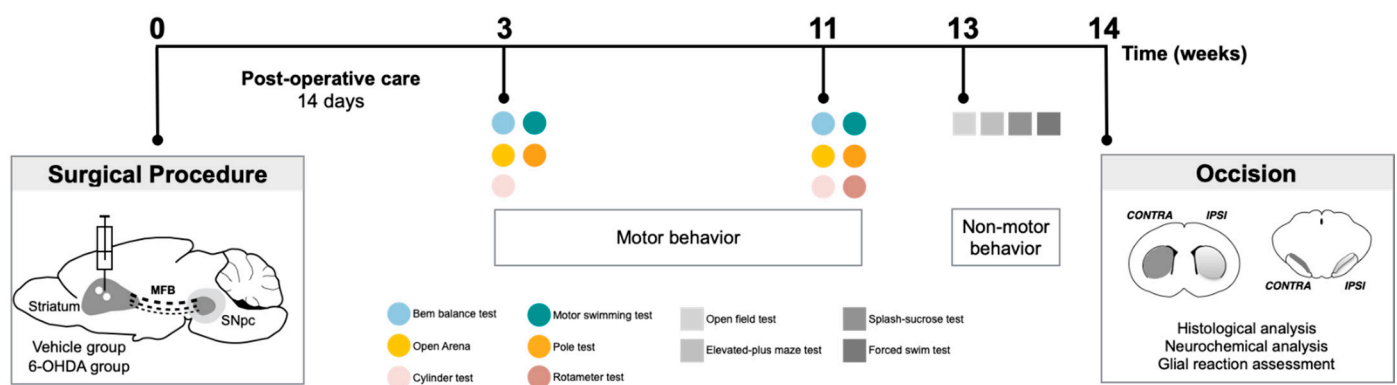 0
3
11
13
14
Time (weeks)
Post-operative care
14 days
Surgical Procedure
Striatum
MFB
SNpc
Vehicle group
6-OHDA group
Motor behavior
Non-motor
behavior
Bem balance test
Motor swimming test
Open field test
Splash-sucrose test
Open Arena
Pole test
Elevated-plus maze test
Forced swim test
Cylinder test
Rotameter test
Occision
CONTRA
IPSI
CONTRA
IPSI
Histological analysis
Neurochemical analysis
Glial reaction assessment